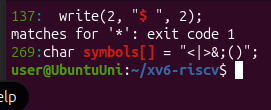 137:  write(2, "$ ", 2);
matches for '*': exit code 1
269:char symbols[] = "<|>&;()";
user@UbuntuUni:~/xv6-riscv$
elp